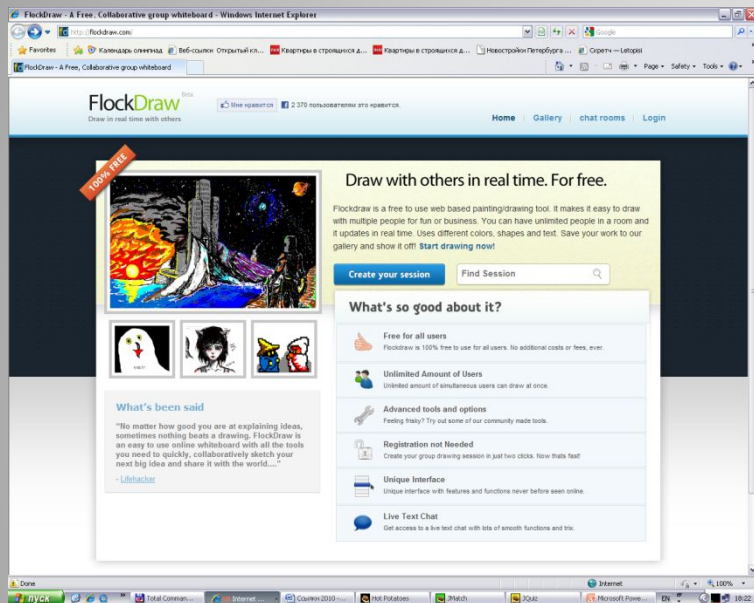 FlockDraw - A Free, Collaborative group whiteboard - Windows Internet Explorer
http://flockdraw.com/
Google
Favorites
Календарь олимпиад
Веб-ссылки Открытый кл...
Квартиры в строящихся д...
Квартиры в строящихся д...
Новостройки Петербурга ...
Скретч — Letopisi
FlockDraw - A Free, Collaborative group whiteboard
Page
Safety
Tools
FlockDraw
Beta
Draw in real time with others
Мне нравится
2 370 пользователям это нравится.
Home
Gallery
chat rooms
Login
100% FREE
Draw with others in real time. For free.
Flockdraw is a free to use web based painting/drawing tool. It makes it easy to draw
with multiple people for fun or business. You can have unlimited people in a room and
it updates in real time. Uses different colors, shapes and text. Save your work to our
gallery and show it off! Start drawing now!
Create your session
Find Session
What's so good about it?
Free for all users
Flockdraw is 100% free to use for all users. No additional costs or fees, ever.
Unlimited Amount of Users
Unlimited amount of simultaneous users can draw at once.
Advanced tools and options
Feeling frisky? Try out some of our community made tools.
Registration not Needed
Create your group drawing session in just two clicks. Now thats fast!
Unique Interface
Unique interface with features and functions never before seen online.
Live Text Chat
Get access to a live text chat with lots of smooth functions and trix.
What's been said
"No matter how good you are at explaining ideas,
sometimes nothing beats a drawing. FlockDraw is
an easy to use online whiteboard with all the tools
you need to quickly, collaboratively sketch your
next big idea and share it with the world...."
- Lifehacker
Done
Internet
100%
пуск
Total Comman...
Internet ...
Ссылки 2010 -...
Hot Potatoes
JMatch
JQuiz
Microsoft Powe...
EN
18:22